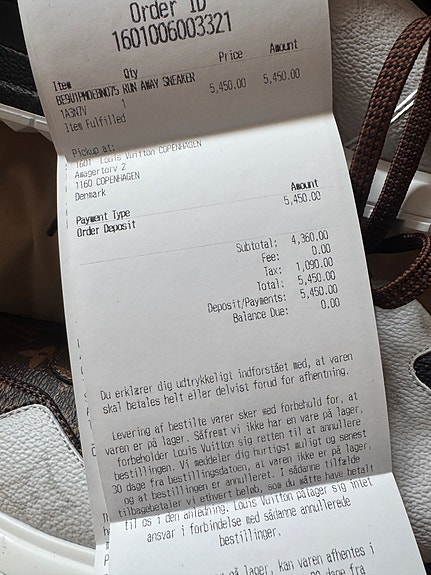 Order ID
1601006003321
Item Qty Price Amount
BE9U1PMOEBNO75 RUN AWAY SNEAKER 5,450.00 5,450.00
1A3N7V 1
Item Fulfilled
Pickup at:
1601 Louis Vuitton COPENHAGEN
Amagertorv 2
1160 COPENHAGEN
Denmark
Payment Type Amount
Order Deposit 5,450.00
Subtotal: 4,360.00
Fee: 0.00
Tax: 1,090.00
Total: 5,450.00
Deposit/Payments: 5,450.00
Balance Due: 0.00
Du erklærer dig udtrykkeligt indforstået med, at varen
skal betales helt eller delvist forud for afhentning.
Levering af bestilte varer sker med forbehold for, at
varen er på lager. Såfremt vi ikke har en vare på lager,
forbeholder Louis Vuitton sig retten til at annullere
bestillingen. Vi meddeler dig hurtigst muligt og senest
30 dage fra bestillingsdatoen, at varen ikke er på lager,
og at bestillingen er annulleret. I sådanne tilfælde
tilbagebetaler vi ethvert beløb, som du måtte have betalt
til os i den anledning. Louis Vuitton pålager sig intet
ansvar i forbindelse med sådanne annullerede
bestillinger.
på lager, kan varen afhentes i
30 dage fra